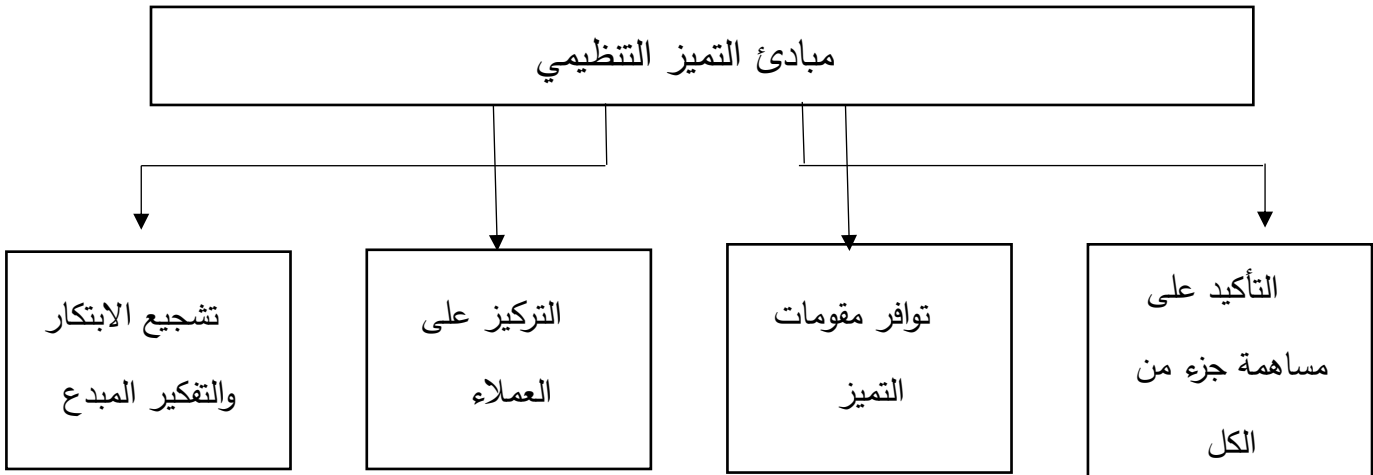 مبادئ التميز التنظيمي
التأكيد على
مساهمة جزء من
الكل
توافر مقومات
التميز
التركيز على
العملاء
تشجيع الابتكار
والتفكير المبدع